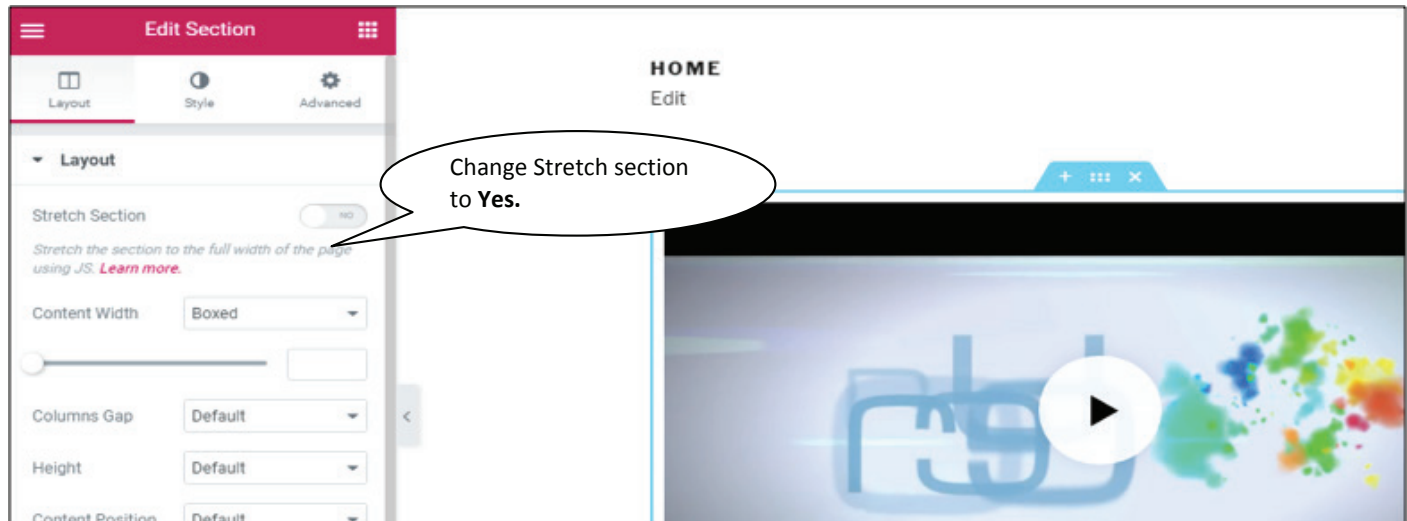 Edit Section
Layout
Style
Advanced
Layout
Stretch Section
NO
Stretch the section to the full width of the page
using JS. Learn more.
Content Width
Boxed
Columns Gap
Default
Height
Default
Content Position
Default
HOME
Edit
Change Stretch section
to Yes.